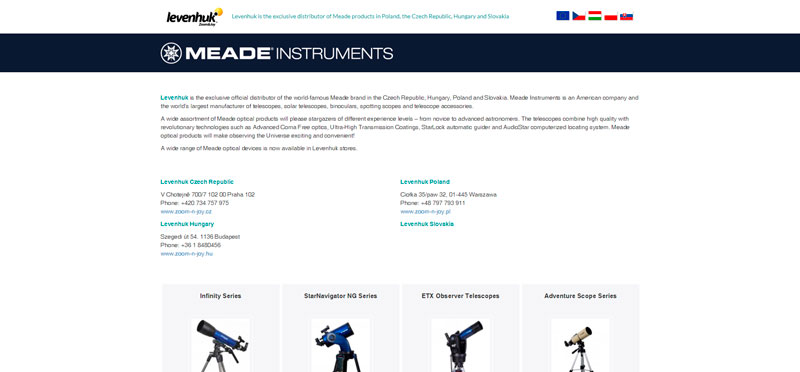 levenhuk
Zoom&Joy
Levenhuk is the exclusive distributor of Meade products in Poland, the Czech Republic, Hungary and Slovakia
MEADE INSTRUMENTS
Levenhuk is the exclusive official distributor of the world-famous Meade brand in the Czech Republic, Hungary, Poland and Slovakia. Meade Instruments is an American company and
the world's largest manufacturer of telescopes, solar telescopes, binoculars, spotting scopes and telescope accessories.
A wide assortment of Meade optical products will please stargazers of different experience levels – from novice to advanced astronomers. The telescopes combine high quality with
revolutionary technologies such as Advanced Coma Free optics, Ultra-High Transmission Coatings, StarLock automatic guider and AudioStar computerized locating system. Meade
optical products will make observing the Universe exciting and convenient!
A wide range of Meade optical devices is now available in Levenhuk stores.
Levenhuk Czech Republic
V Chotejně 700/7 102 00 Praha 102
Phone: +420 734 757 975
www.zoom-n-joy.cz
Levenhuk Hungary
Szegedi út 54, 1136 Budapest
Phone: +36 1 8480456
www.zoom-n-joy.hu
Levenhuk Poland
Ciołka 35/paw 32, 01-445 Warszawa
Phone: +48 797 793 911
www.zoom-n-joy.pl
Levenhuk Slovakia
Infinity Series
StarNavigator NG Series
ETX Observer Telescopes
Adventure Scope Series